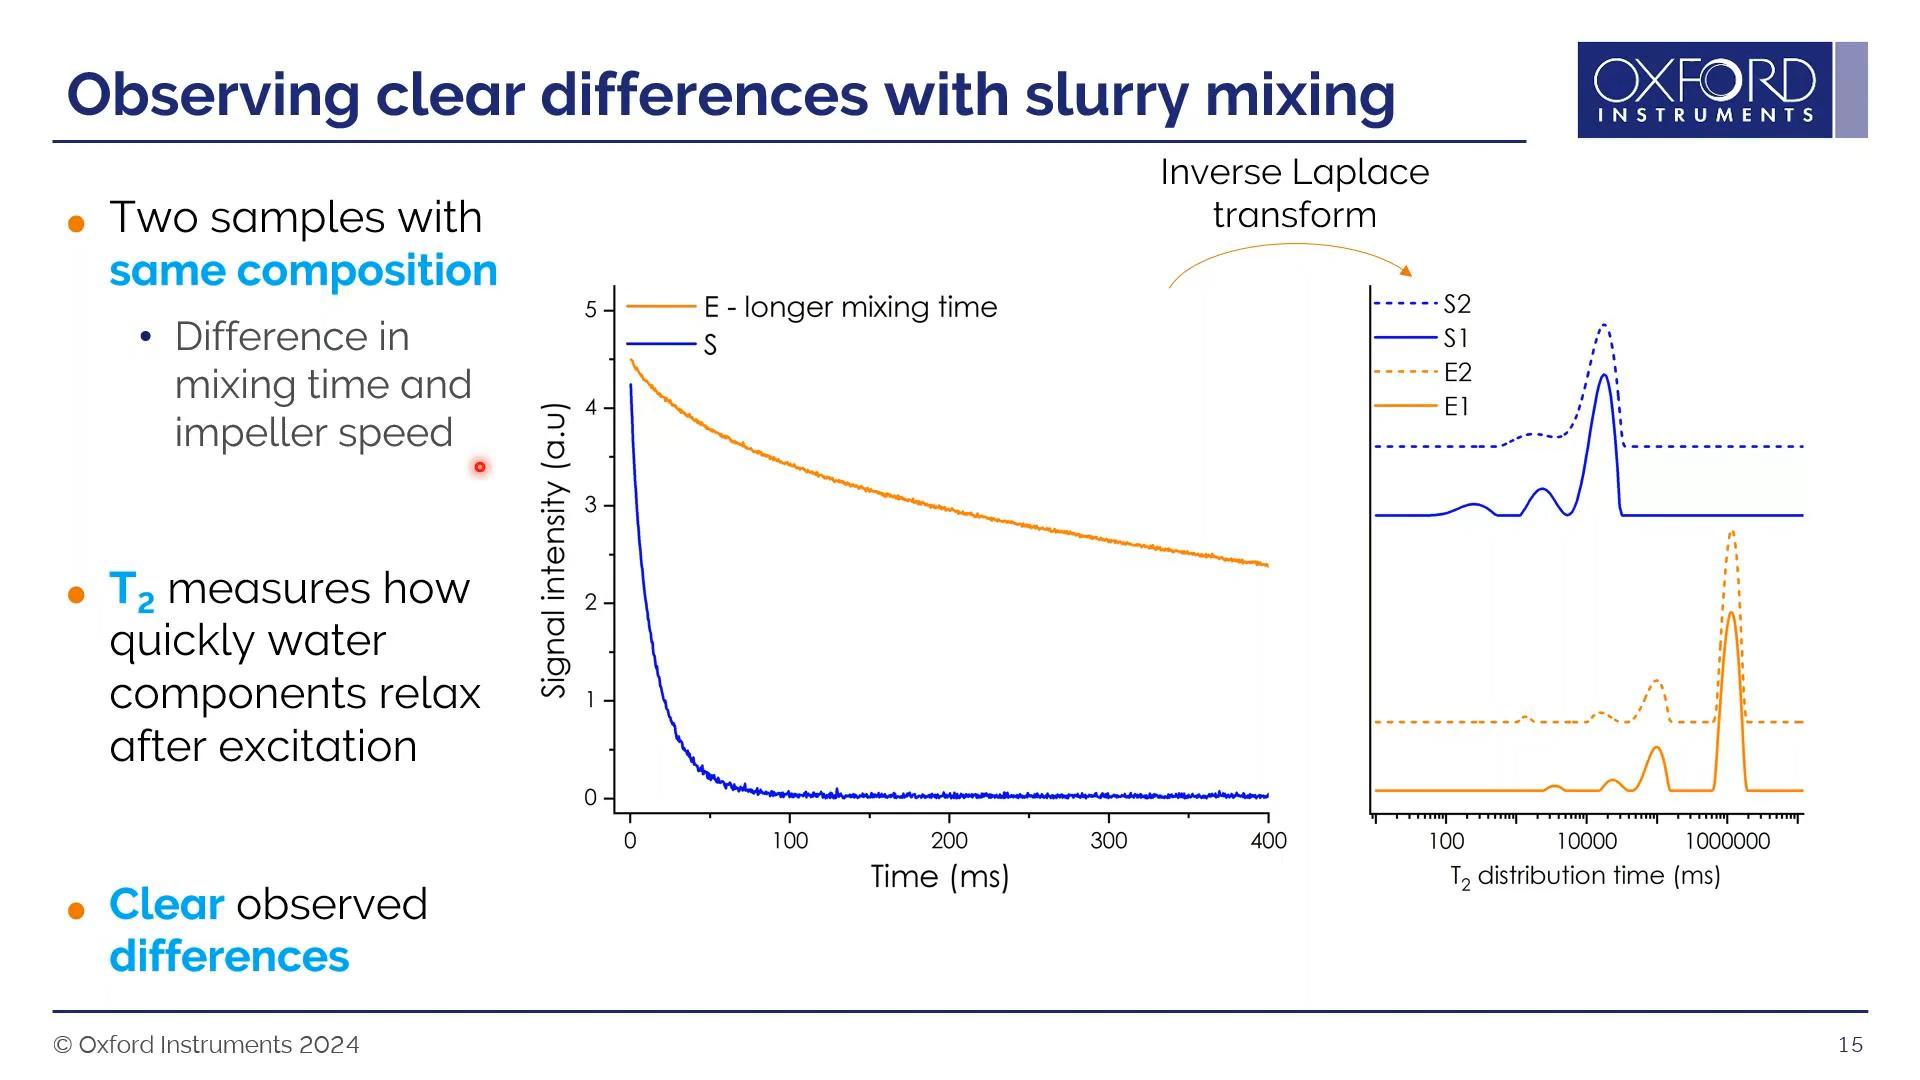 Observing clear differences with slurry mixing
OXFORD
INSTRUMENTS
Two samples with
same composition
Difference in
mixing time and
impeller speed
T2 measures how
quickly water
components relax
after excitation
Clear observed
differences
Inverse Laplace
transform
E - longer mixing time
S
Signal intensity (a.u)
5
4
3
2
1
0
0 100 200 300 400
Time (ms)
S2
S1
E2
E1
100 10000 1000000
T2 distribution time (ms)
© Oxford Instruments 2024
15